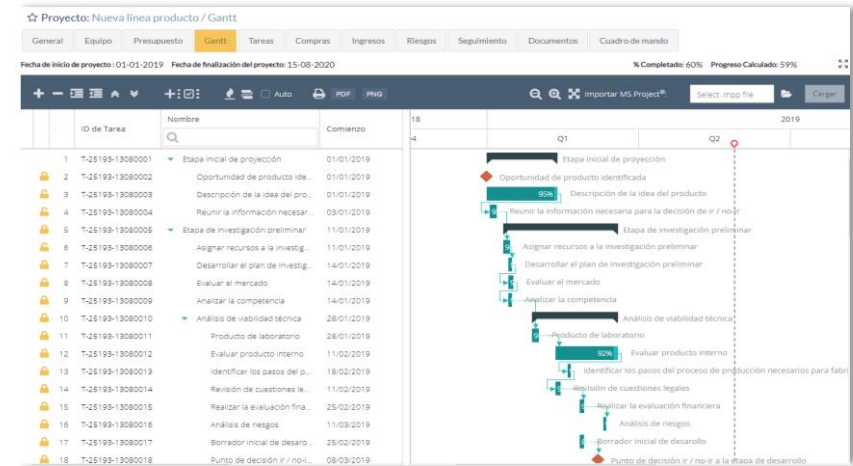 Proyecto: Nueva línea producto / Gantt
General Equipo Presupuesto Gantt Tareas Compras Ingresos Riesgos Seguimiento Documentos Cuadro de mando
Fecha de inicio de proyecto : 01-01-2019 Fecha de finalización del proyecto: 15-08-2020 % Completado: 60% Progreso Calculado: 59%
Auto PDF PNG Importar MS Project®: Select .mpp file Cargar
ID de Tarea Nombre Comienzo 18 2019
Q1 Q2
1 T-25193-13080001 Etapa inicial de proyección 01/01/2019 Etapa inicial de proyección
2 T-25193-13080002 Oportunidad de producto ide... 01/01/2019 Oportunidad de producto identificada
3 T-25193-13080003 Descripción de la idea del pro... 01/01/2019 95% Descripción de la idea del producto
4 T-25193-13080004 Reunir la información necesar... 03/01/2019 9 Reunir la información necesaria para la decisión de ir / no-ir
5 T-25193-13080005 Etapa de investigación preliminar 11/01/2019 Etapa de investigación preliminar
6 T-25193-13080006 Asignar recursos a la investig... 11/01/2019 9 Asignar recursos a la investigación preliminar
7 T-25193-13080007 Desarrollar el plan de investig... 14/01/2019 Desarrollar el plan de investigación preliminar
8 T-25193-13080008 Evaluar el mercado 14/01/2019 Evaluar el mercado
9 T-25193-13080009 Analizar la competencia 14/01/2019 Analizar la competencia
10 T-25193-13080010 Análisis de viabilidad técnica 28/01/2019 Análisis de viabilidad técnica
11 T-25193-13080011 Producto de laboratorio 28/01/2019 9 Producto de laboratorio
12 T-25193-13080012 Evaluar producto interno 11/02/2019 92% Evaluar producto interno
13 T-25193-13080013 Identificar los pasos del p... 18/02/2019 Identificar los pasos del proceso de producción necesarios para fabri
14 T-25193-13080014 Revisión de cuestiones le... 11/02/2019 Revisión de cuestiones legales
15 T-25193-13080015 Realizar la evaluación fina... 25/02/2019 Realizar la evaluación financiera
16 T-25193-13080016 Análisis de riesgos 11/03/2019 Análisis de riesgos
17 T-25193-13080017 Borrador inicial de desaro... 25/02/2019 Borrador inicial de desarollo
18 T-25193-13080018 Punto de decisión ir / no-i... 08/03/2019 Punto de decisión ir / no-ir a la etapa de desarrollo